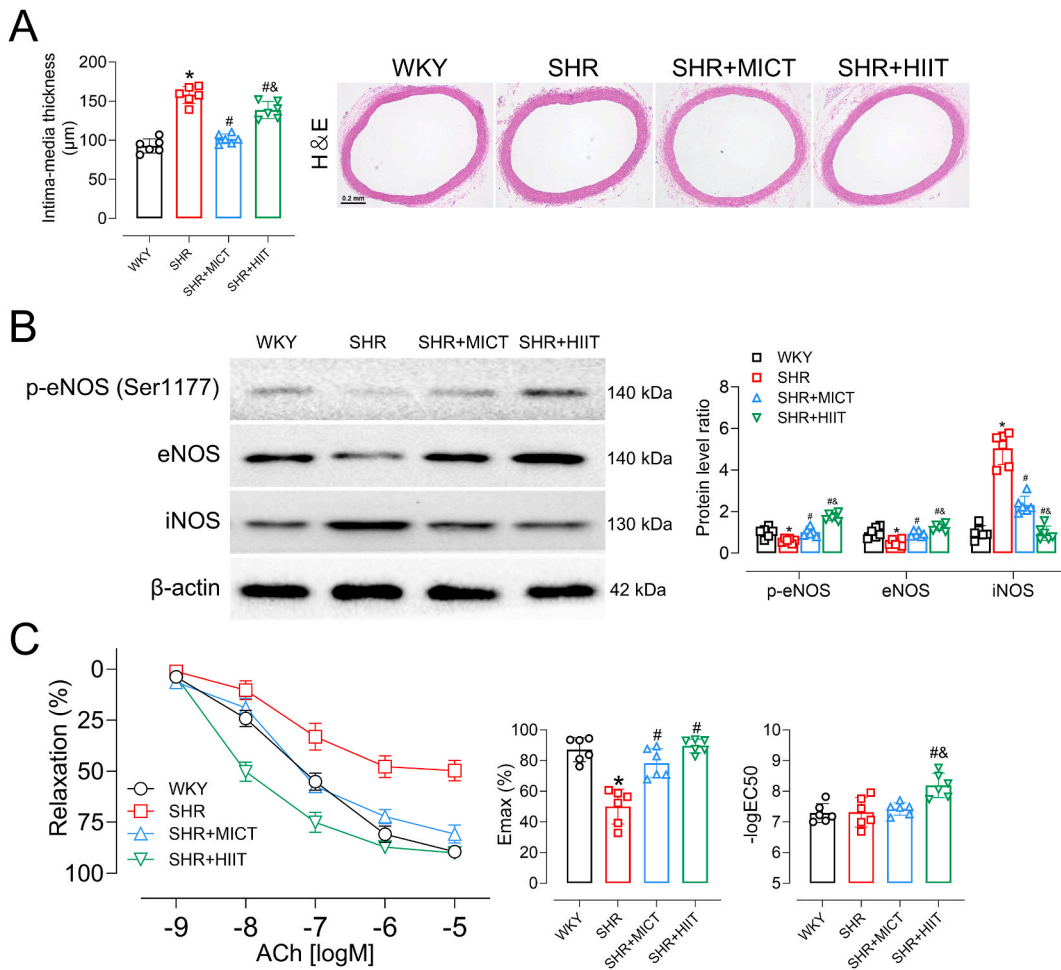 A
Intima-media thickness
(μm)
200
150
100
50
0
*
#
#&
WKY
SHR
SHR+MICT
SHR+HIIT
WKY
SHR
SHR+MICT
SHR+HIIT
H&E
0.2 mm
B
WKY
SHR
SHR+MICT
SHR+HIIT
p-eNOS (Ser1177)
140 kDa
eNOS
140 kDa
iNOS
130 kDa
β-actin
42 kDa
WKY
SHR
SHR+MICT
SHR+HIIT
Protein level ratio
8
6
4
2
0
*
#
#&
*
#
#&
*
#
#&
p-eNOS
eNOS
iNOS
C
Relaxation (%)
0
25
50
75
100
WKY
SHR
SHR+MICT
SHR+HIIT
-9
-8
-7
-6
-5
ACh [logM]
Emax (%)
100
80
60
40
20
0
*
#
#
WKY
SHR
SHR+MICT
SHR+HIIT
-logEC50
10
9
8
7
6
5
#&
WKY
SHR
SHR+MICT
SHR+HIIT